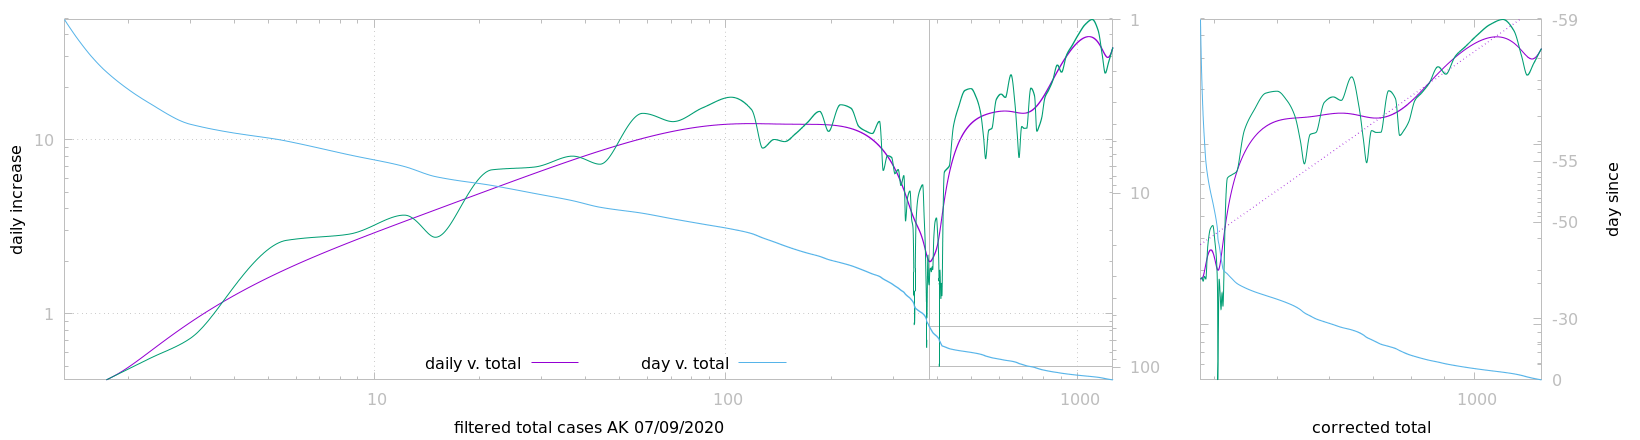 daily increase
10
1
daily v. total
day v. total
10
100
1000
filtered total cases AK 07/09/2020
1
10
100
1000
corrected total
-59
-55
-50
-30
0
day since